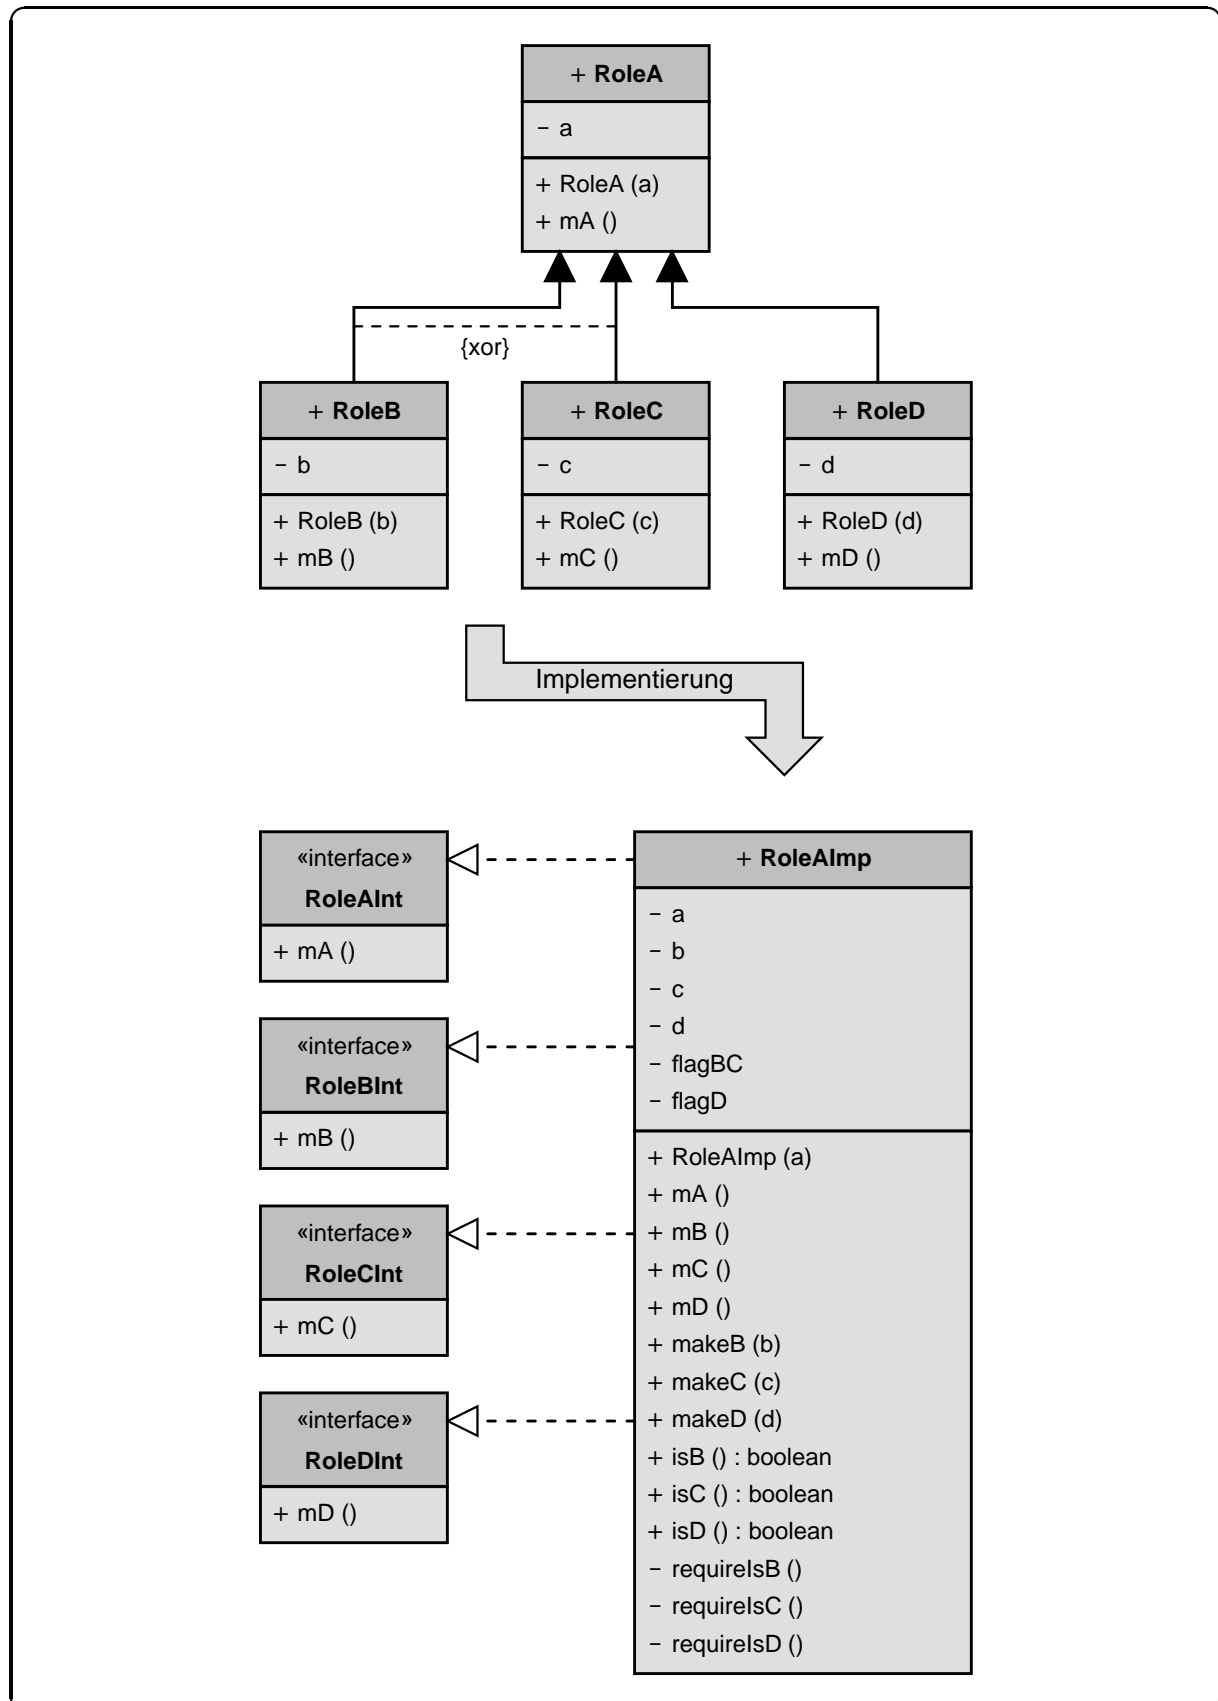 + RoleA
- a
+ RoleA (a)
+ mA ()
{xor}
+ RoleB
- b
+ RoleB (b)
+ mB ()
+ RoleC
- c
+ RoleC (c)
+ mC ()
+ RoleD
- d
+ RoleD (d)
+ mD ()
Implementierung
«interface»
RoleAInt
+ mA ()
«interface»
RoleBInt
+ mB ()
«interface»
RoleCInt
+ mC ()
«interface»
RoleDInt
+ mD ()
+ RoleAImp
- a
- b
- c
- d
- flagBC
- flagD
+ RoleAImp (a)
+ mA ()
+ mB ()
+ mC ()
+ mD ()
+ makeB (b)
+ makeC (c)
+ makeD (d)
+ isB () : boolean
+ isC () : boolean
+ isD () : boolean
- requireIsB ()
- requireIsC ()
- requireIsD ()